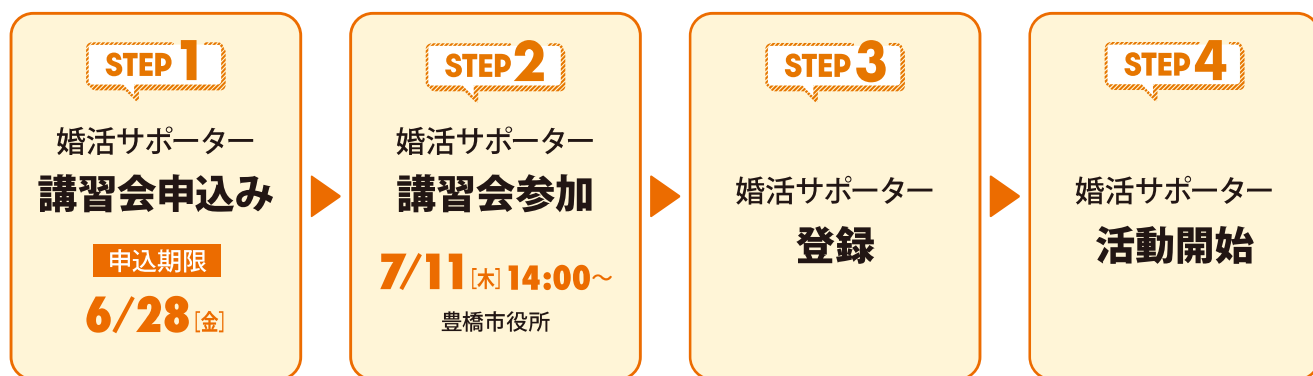 STEP 1
婚活サポーター
講習会申込み
申込期限
6/28[金]
STEP 2
婚活サポーター
講習会参加
7/11[木]14:00～
豊橋市役所
STEP 3
婚活サポーター
登録
STEP 4
婚活サポーター
活動開始